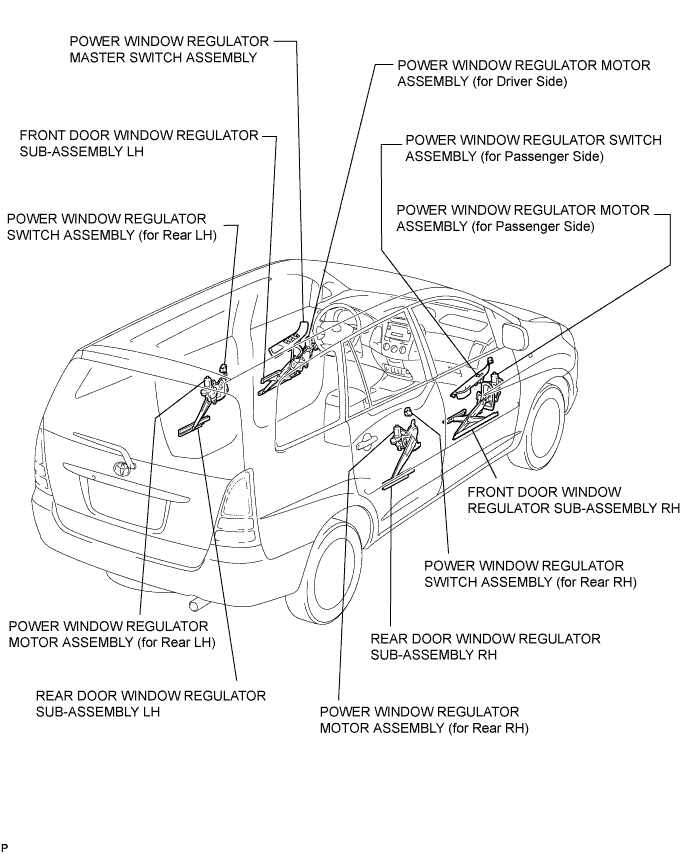 POWER WINDOW REGULATOR
MASTER SWITCH ASSEMBLY
POWER WINDOW REGULATOR MOTOR
ASSEMBLY (for Driver Side)
FRONT DOOR WINDOW REGULATOR
SUB-ASSEMBLY LH
POWER WINDOW REGULATOR SWITCH
ASSEMBLY (for Passenger Side)
POWER WINDOW REGULATOR
SWITCH ASSEMBLY (for Rear LH)
POWER WINDOW REGULATOR MOTOR
ASSEMBLY (for Passenger Side)
FRONT DOOR WINDOW
REGULATOR SUB-ASSEMBLY RH
POWER WINDOW REGULATOR
SWITCH ASSEMBLY (for Rear RH)
POWER WINDOW REGULATOR
MOTOR ASSEMBLY (for Rear LH)
REAR DOOR WINDOW REGULATOR
SUB-ASSEMBLY RH
REAR DOOR WINDOW REGULATOR
SUB-ASSEMBLY LH
POWER WINDOW REGULATOR
MOTOR ASSEMBLY (for Rear RH)
P